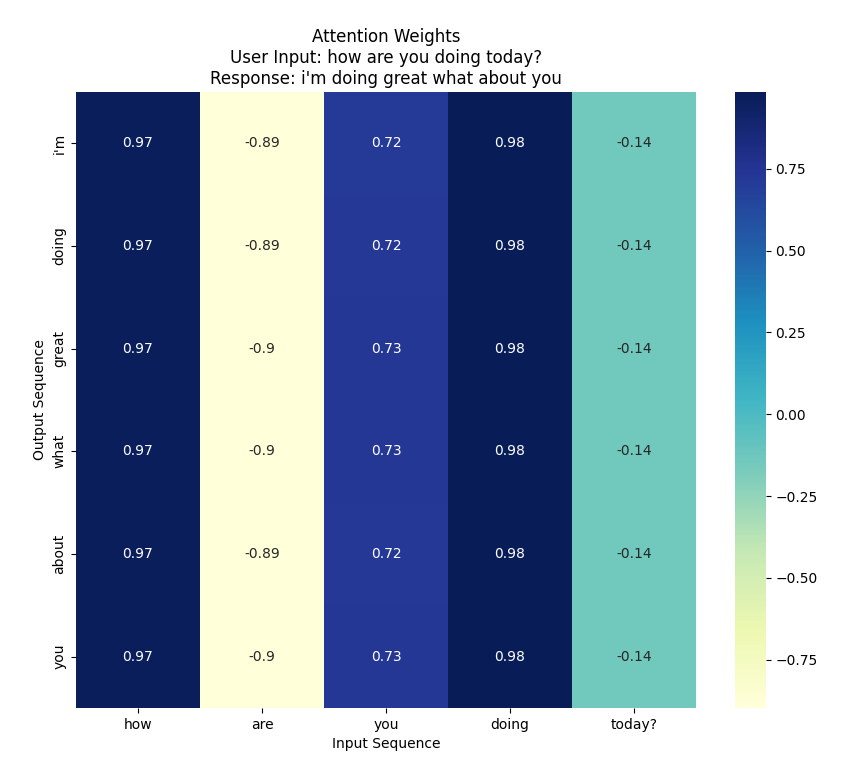 Attention Weights
User Input: how are you doing today?
Response: i'm doing great what about you
i'm 0.97 -0.89 0.72 0.98 -0.14
doing 0.97 -0.89 0.72 0.98 -0.14
great 0.97 -0.9 0.73 0.98 -0.14
what 0.97 -0.9 0.73 0.98 -0.14
about 0.97 -0.89 0.72 0.98 -0.14
you 0.97 -0.9 0.73 0.98 -0.14
Output Sequence
how are you doing today?
Input Sequence
0.75
0.50
0.25
0.00
−0.25
−0.50
−0.75